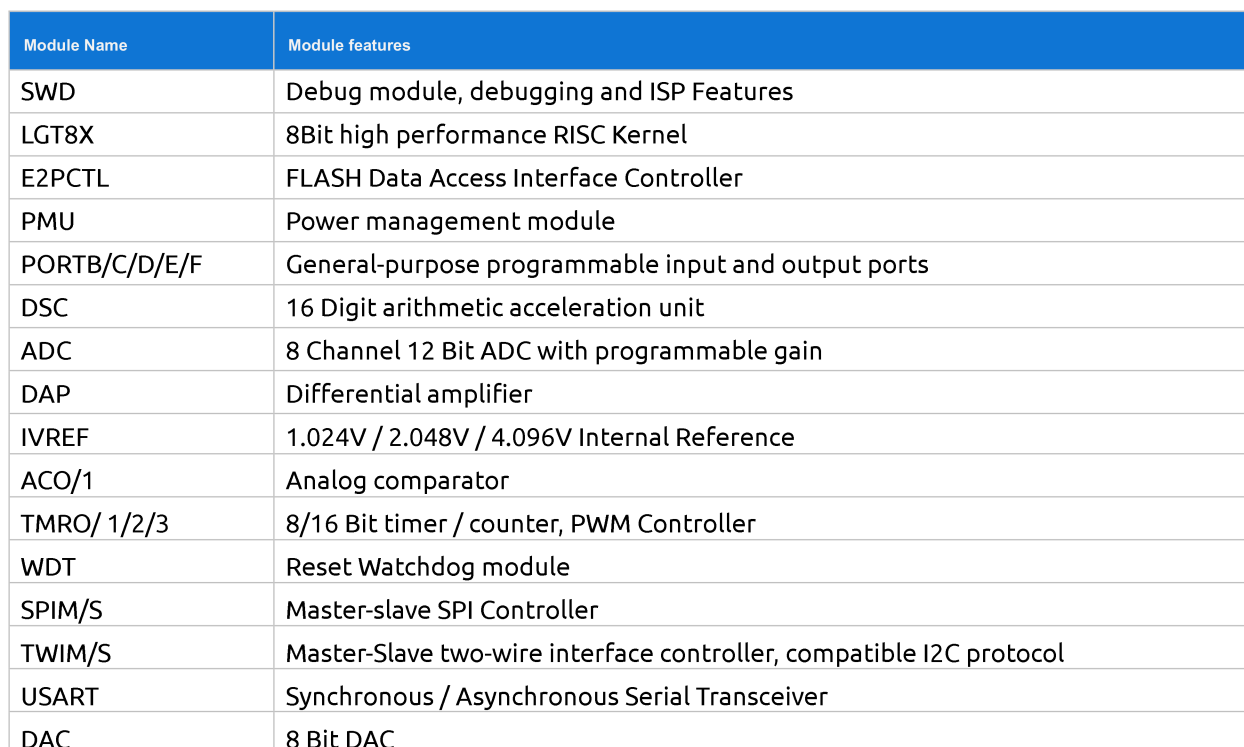 Module Name Module features
SWD Debug module, debugging and ISP Features
LGT8X 8Bit high performance RISC Kernel
E2PCTL FLASH Data Access Interface Controller
PMU Power management module
PORTB/C/D/E/F General-purpose programmable input and output ports
DSC 16 Digit arithmetic acceleration unit
ADC 8 Channel 12 Bit ADC with programmable gain
DAP Differential amplifier
IVREF 1.024V / 2.048V / 4.096V Internal Reference
ACO/1 Analog comparator
TMRO/ 1/2/3 8/16 Bit timer / counter, PWM Controller
WDT Reset Watchdog module
SPIM/S Master-slave SPI Controller
TWIM/S Master-Slave two-wire interface controller, compatible I2C protocol
USART Synchronous / Asynchronous Serial Transceiver
DAC 8 Bit DAC